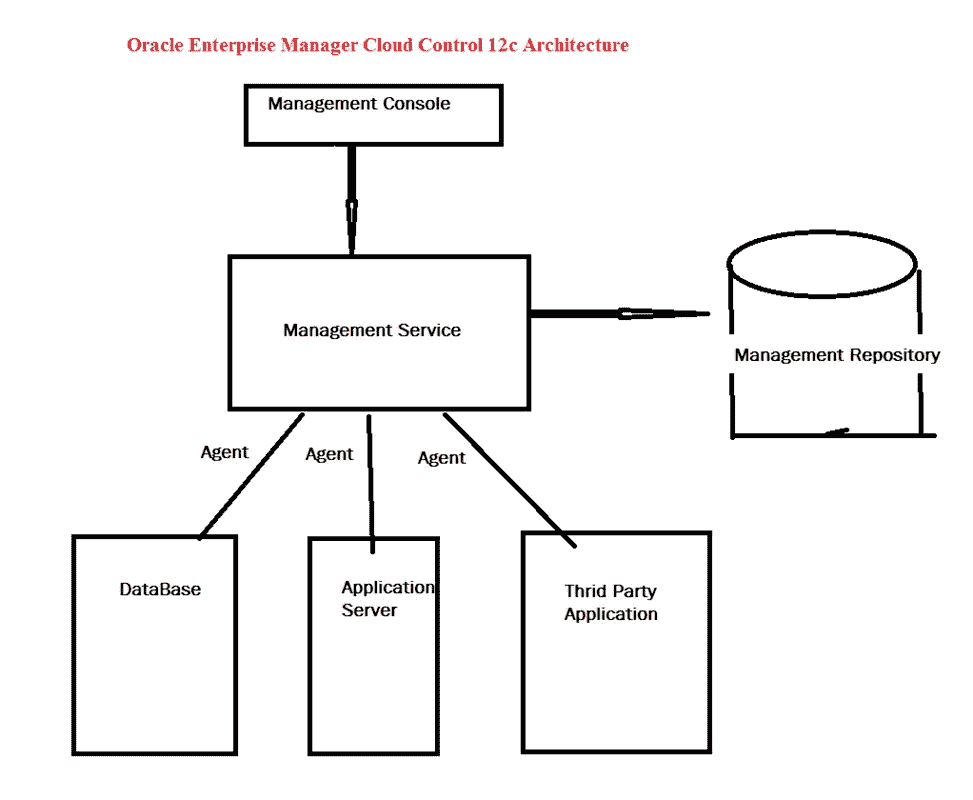 Oracle Enterprise Manager Cloud Control 12c Architecture
Management Console
Management Service
Management Repository
Agent
Agent
Agent
DataBase
Application
Server
Thrid Party
Application